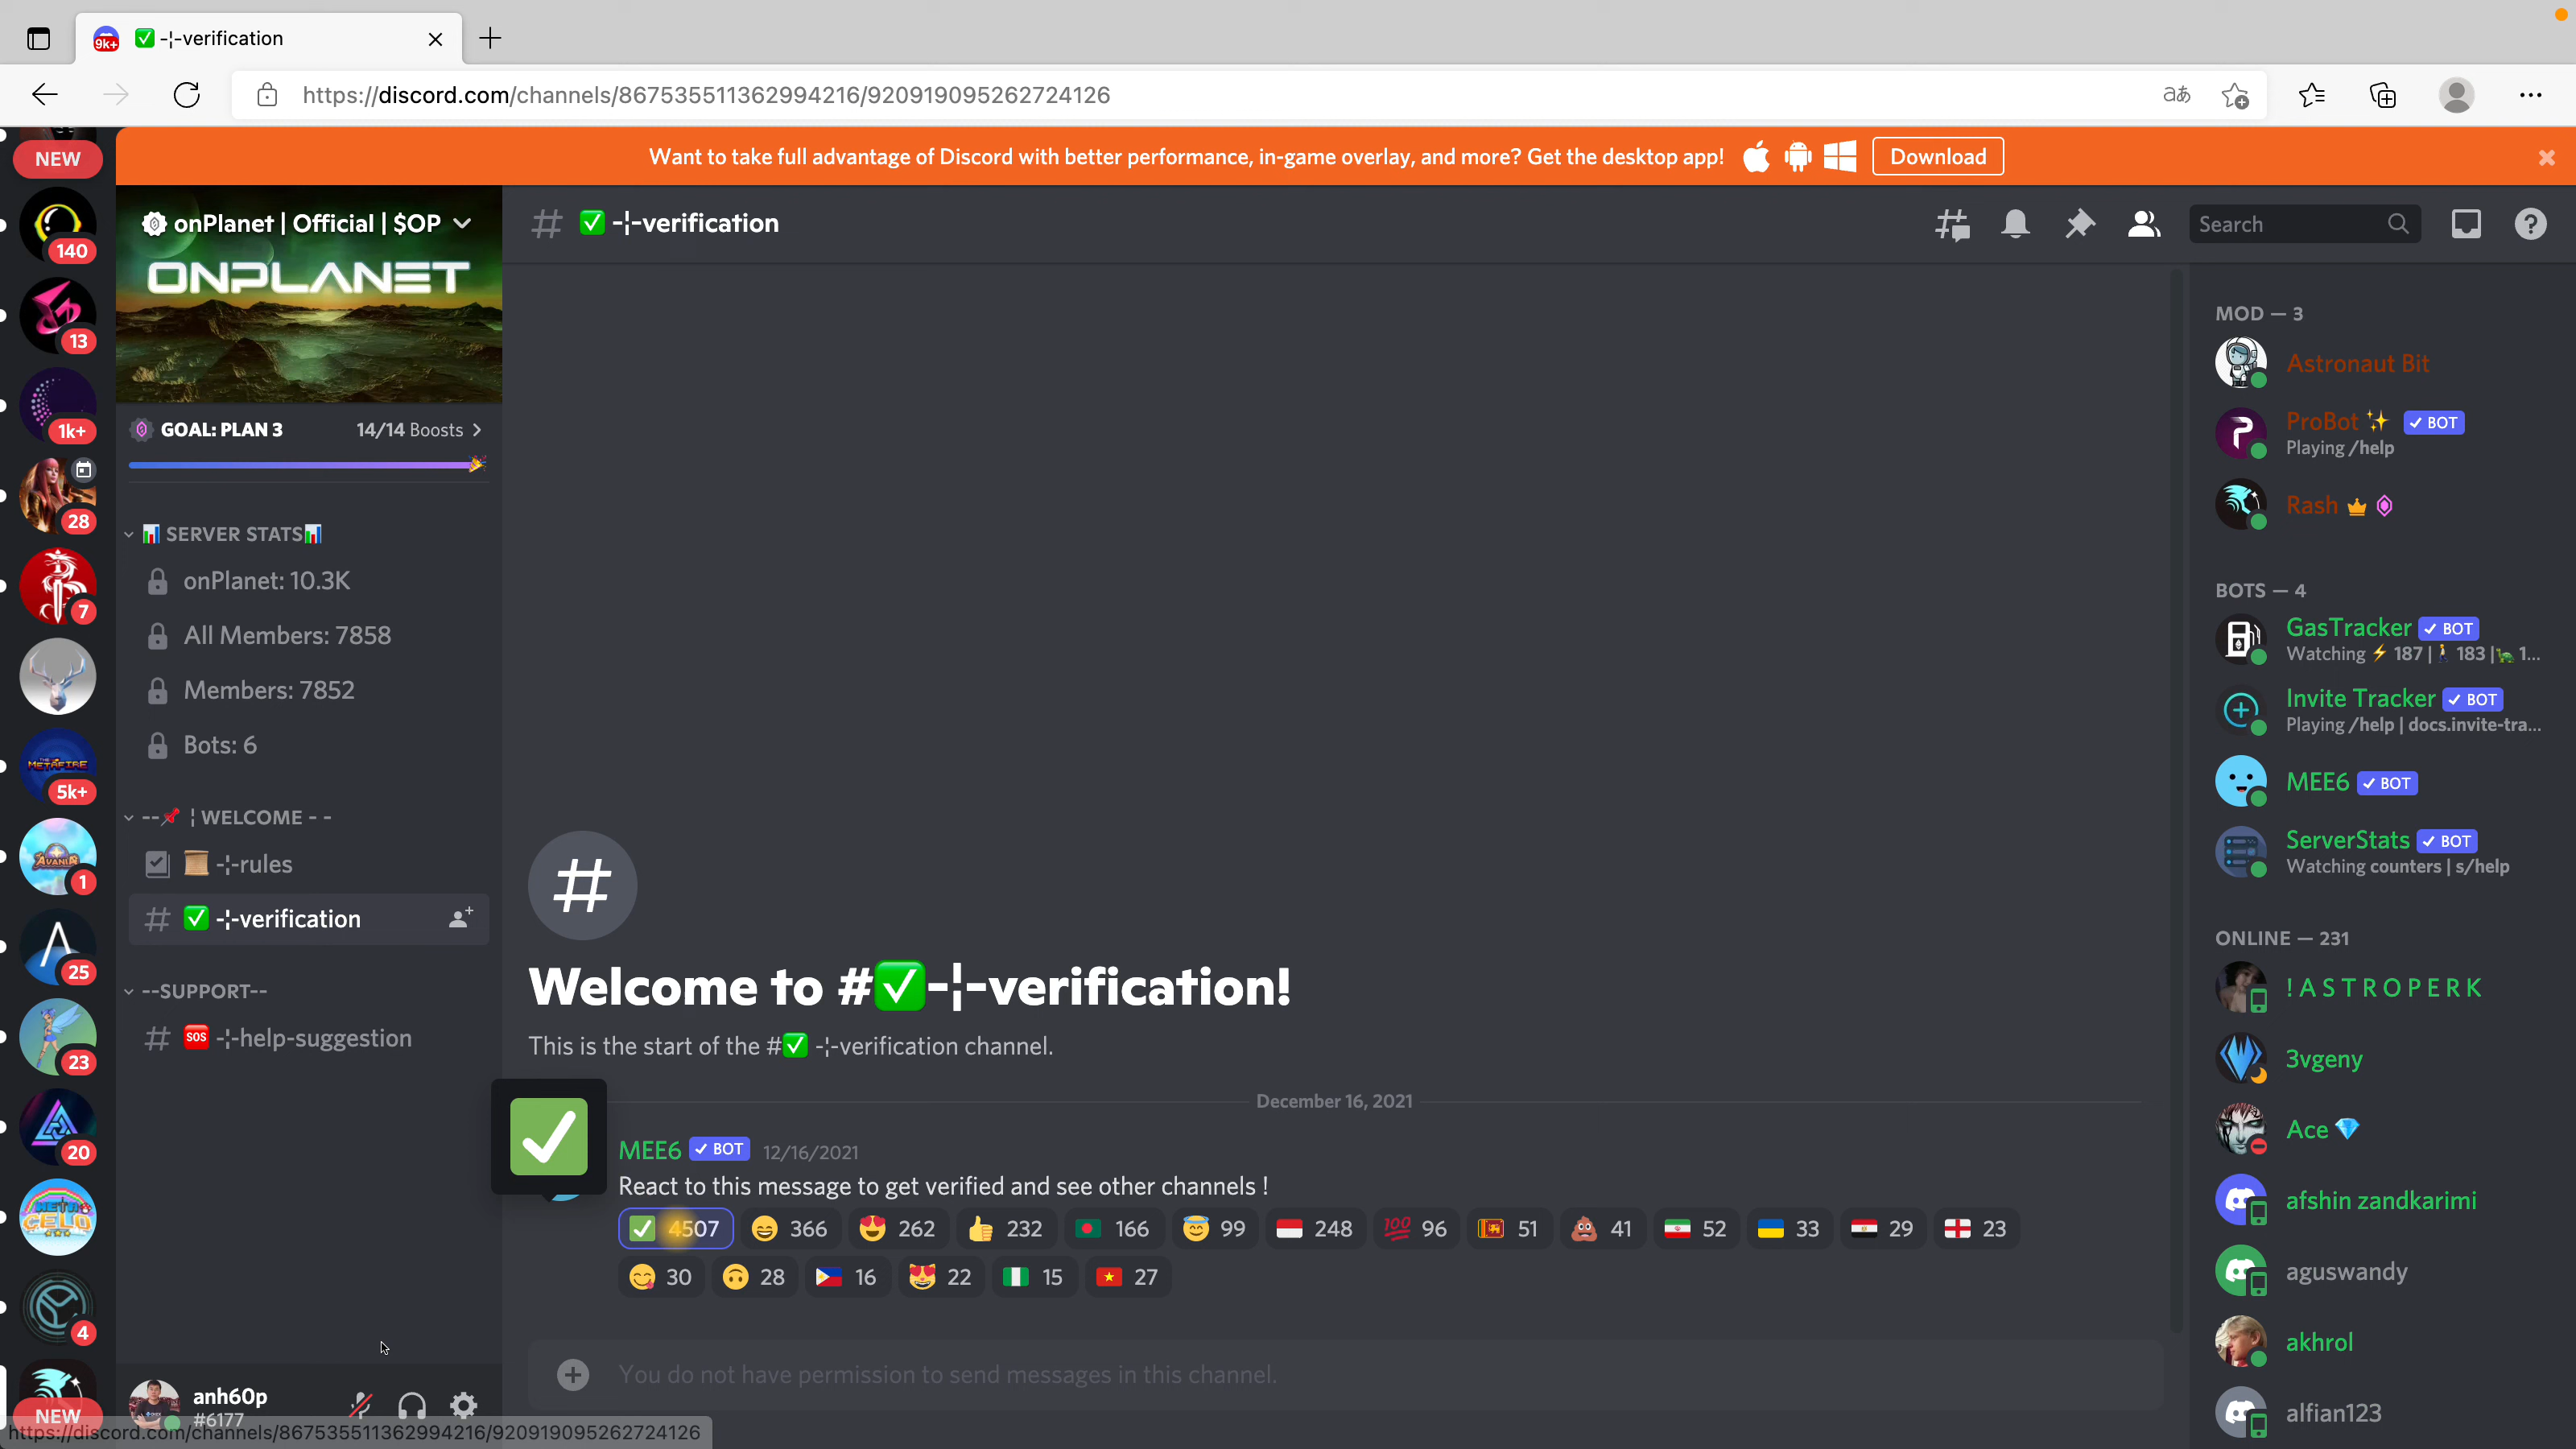 9k+ ✅-¦-verification
https://discord.com/channels/867535511362994216/920919095262724126
Want to take full advantage of Discord with better performance, in-game overlay, and more? Get the desktop app! Download
NEW
140
13
1k+
28
7
5k+
1
25
23
20
4
NEW
onPlanet | Official | $OP
ONPLANET
GOAL: PLAN 3 14/14 Boosts
📊 SERVER STATS📊
onPlanet: 10.3K
All Members: 7858
Members: 7852
Bots: 6
--📌 ¦ WELCOME - -
📜 -¦-rules
# ✅ -¦-verification
--SUPPORT--
# 🆘 -¦-help-suggestion
anh60p
#6177
https://discord.com/channels/867535511362994216/920919095262724126
# ✅ -¦-verification
Search
Welcome to #✅-¦-verification!
This is the start of the #✅ -¦-verification channel.
December 16, 2021
MEE6 ✓ BOT 12/16/2021
React to this message to get verified and see other channels !
✅ 4507 😄 366 😍 262 👍 232 🇧🇩 166 😇 99 🇮🇩 248 💯 96 🇱🇰 51 💩 41 🇮🇷 52 🇺🇦 33 🇪🇬 29 🏴󠁧󠁢󠁥󠁮󠁧󠁿 23
😋 30 🙃 28 🇵🇭 16 😻 22 🇳🇬 15 🇻🇳 27
You do not have permission to send messages in this channel.
MOD — 3
Astronaut Bit
ProBot ✨ ✓ BOT
Playing /help
Rash
BOTS — 4
GasTracker ✓ BOT
Watching ⚡ 187 |🚶 183 |🐢 1...
Invite Tracker ✓ BOT
Playing /help | docs.invite-tra...
MEE6 ✓ BOT
ServerStats ✓ BOT
Watching counters | s/help
ONLINE — 231
! A S T R O P E R K
3vgeny
Ace 💎
afshin zandkarimi
aguswandy
akhrol
alfian123